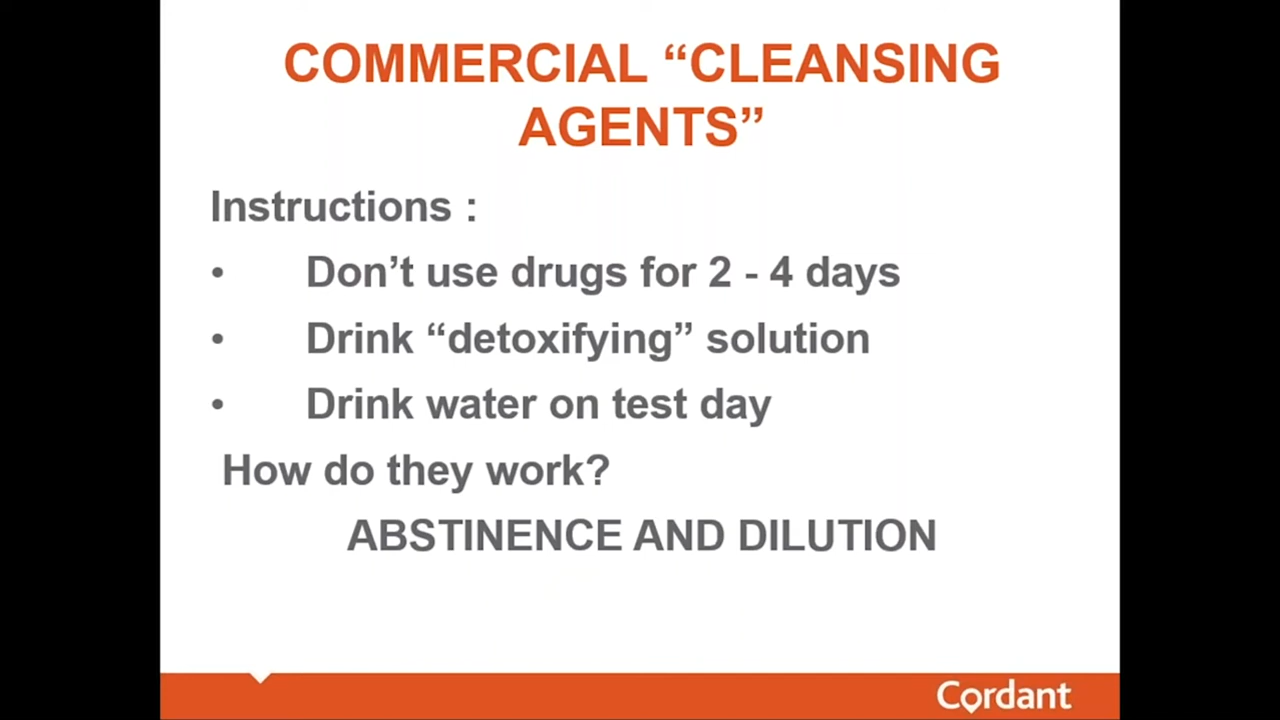 COMMERCIAL “CLEANSING
AGENTS”
Instructions :
• Don’t use drugs for 2 - 4 days
• Drink “detoxifying” solution
• Drink water on test day
How do they work?
ABSTINENCE AND DILUTION
Cordant